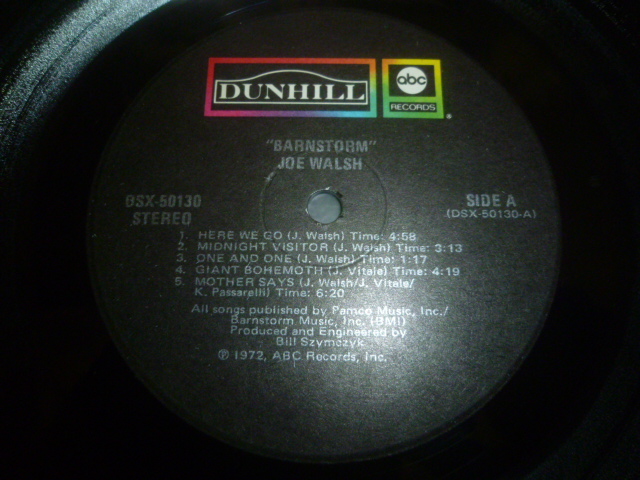 DUNHILL
abc
RECORDS
"BARNSTORM"
JOE WALSH
DSX-50130
STEREO
SIDE A
(DSX-50130-A)
1. HERE WE GO (J. Walsh) Time: 4:58
2. MIDNIGHT VISITOR (J. Walsh) Time: 3:13
3. ONE AND ONE (J. Walsh) Time: 1:17
4. GIANT BOHEMOTH (J. Vitale) Time: 4:19
5. MOTHER SAYS (J. Walsh/J. Vitale/
K. Passarelli) Time: 6:20
All songs published by Pamco Music, Inc./
Barnstorm Music, Inc. (BMI)
Produced and Engineered by
Bill Szymczyk
℗ 1972, ABC Records, Inc.